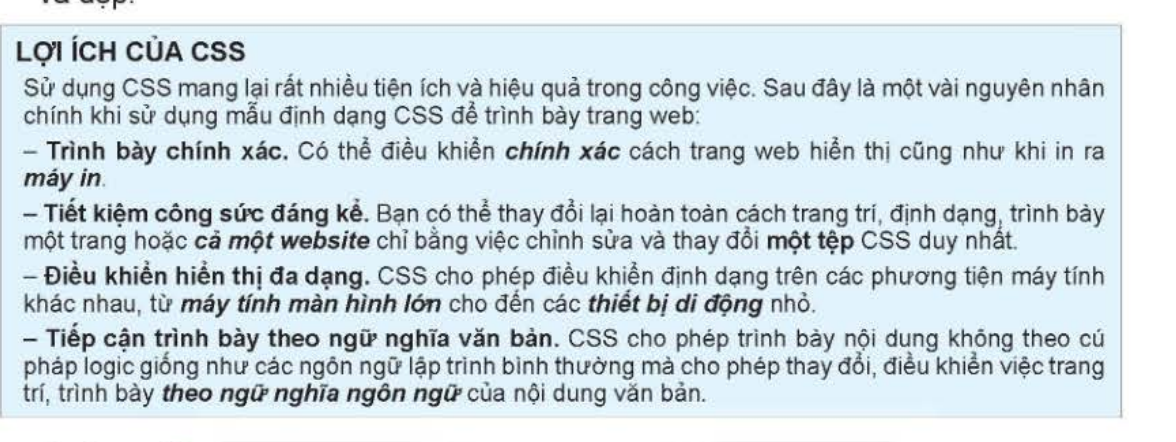 LỢI ÍCH CỦA CSS
Sử dụng CSS mang lại rất nhiều tiện ích và hiệu quả trong công việc. Sau đây là một vài nguyên nhân
chính khi sử dụng mẫu định dạng CSS để trình bày trang web:
– Trình bày chính xác. Có thể điều khiển chính xác cách trang web hiển thị cũng như khi in ra
máy in.
– Tiết kiệm công sức đáng kể. Bạn có thể thay đổi lại hoàn toàn cách trang trí, định dạng, trình bày
một trang hoặc cả một website chỉ bằng việc chỉnh sửa và thay đổi một tệp CSS duy nhất.
– Điều khiển hiển thị đa dạng. CSS cho phép điều khiển định dạng trên các phương tiện máy tính
khác nhau, từ máy tính màn hình lớn cho đến các thiết bị di động nhỏ.
– Tiếp cận trình bày theo ngữ nghĩa văn bản. CSS cho phép trình bày nội dung không theo cú
pháp logic giống như các ngôn ngữ lập trình bình thường mà cho phép thay đổi, điều khiển việc trang
trí, trình bày theo ngữ nghĩa ngôn ngữ của nội dung văn bản.